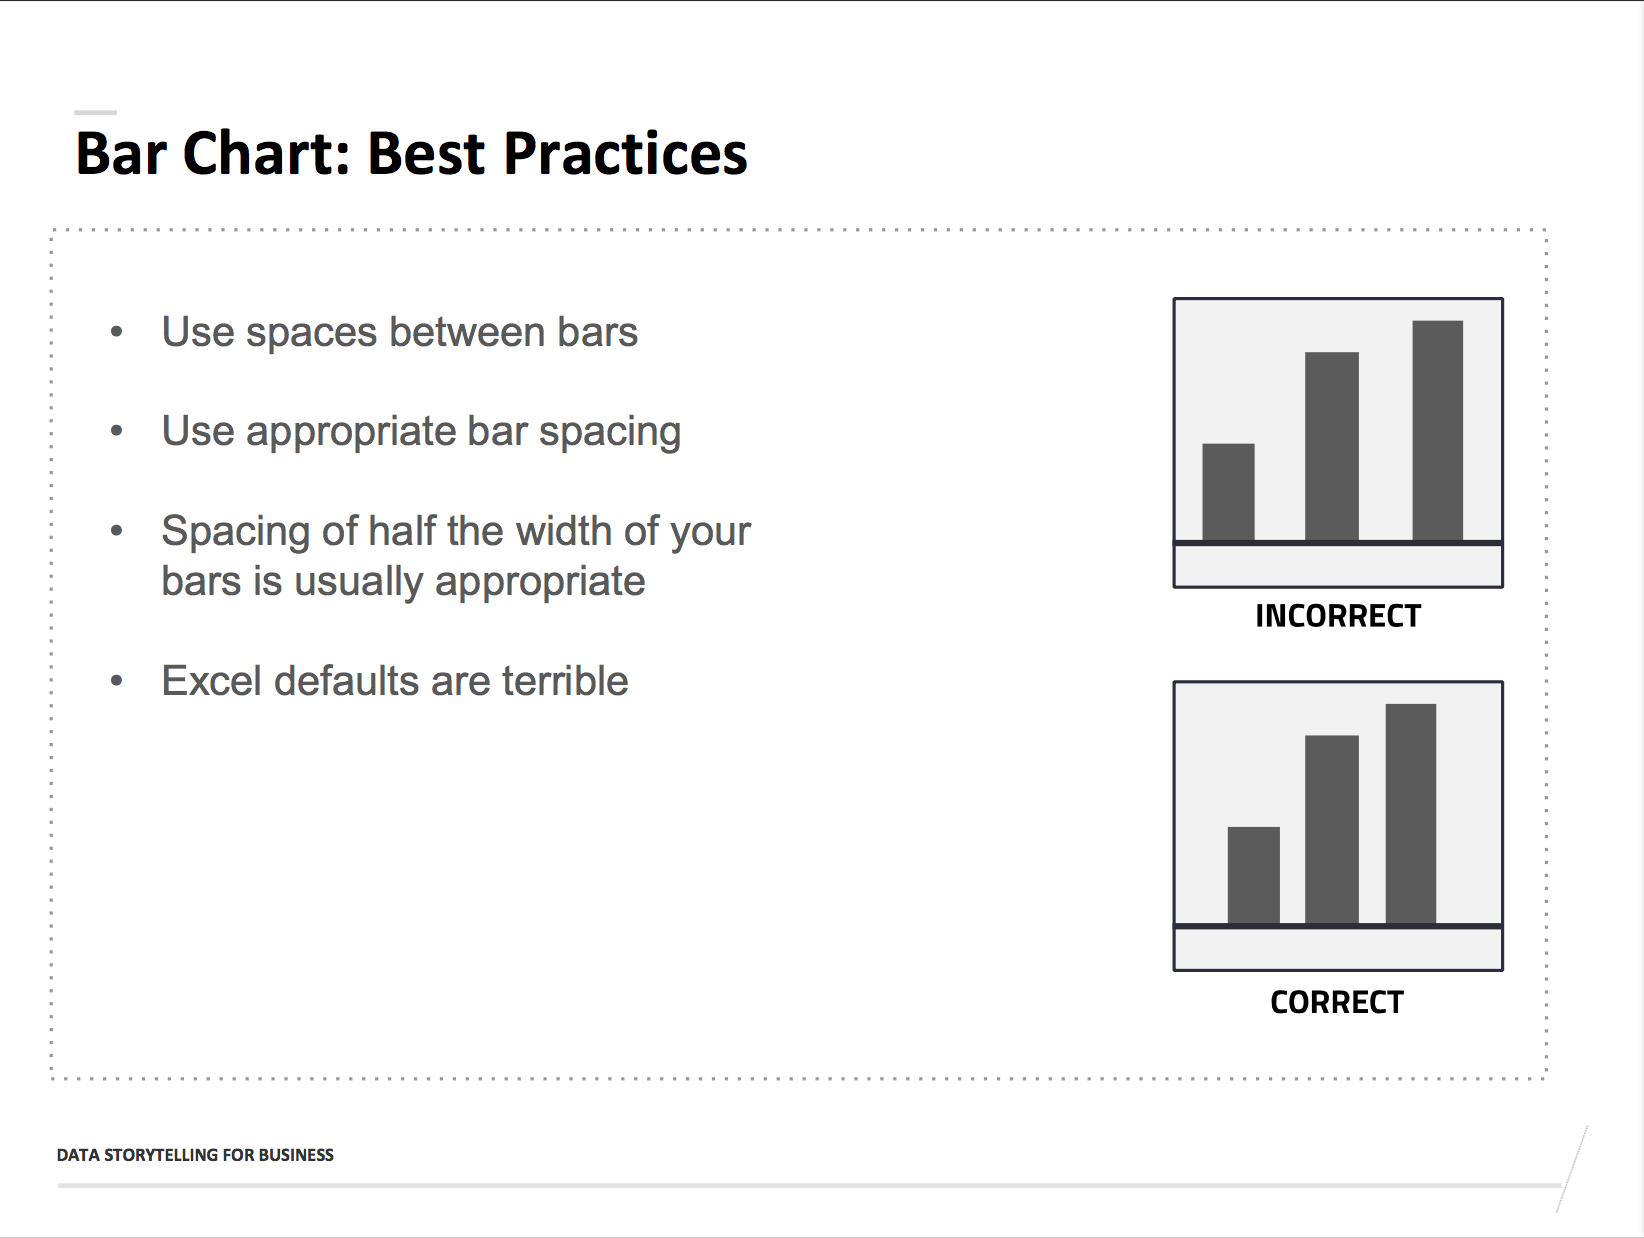 Bar Chart: Best Practices
• Use spaces between bars
• Use appropriate bar spacing
• Spacing of half the width of your
bars is usually appropriate
• Excel defaults are terrible
INCORRECT
CORRECT
DATA STORYTELLING FOR BUSINESS